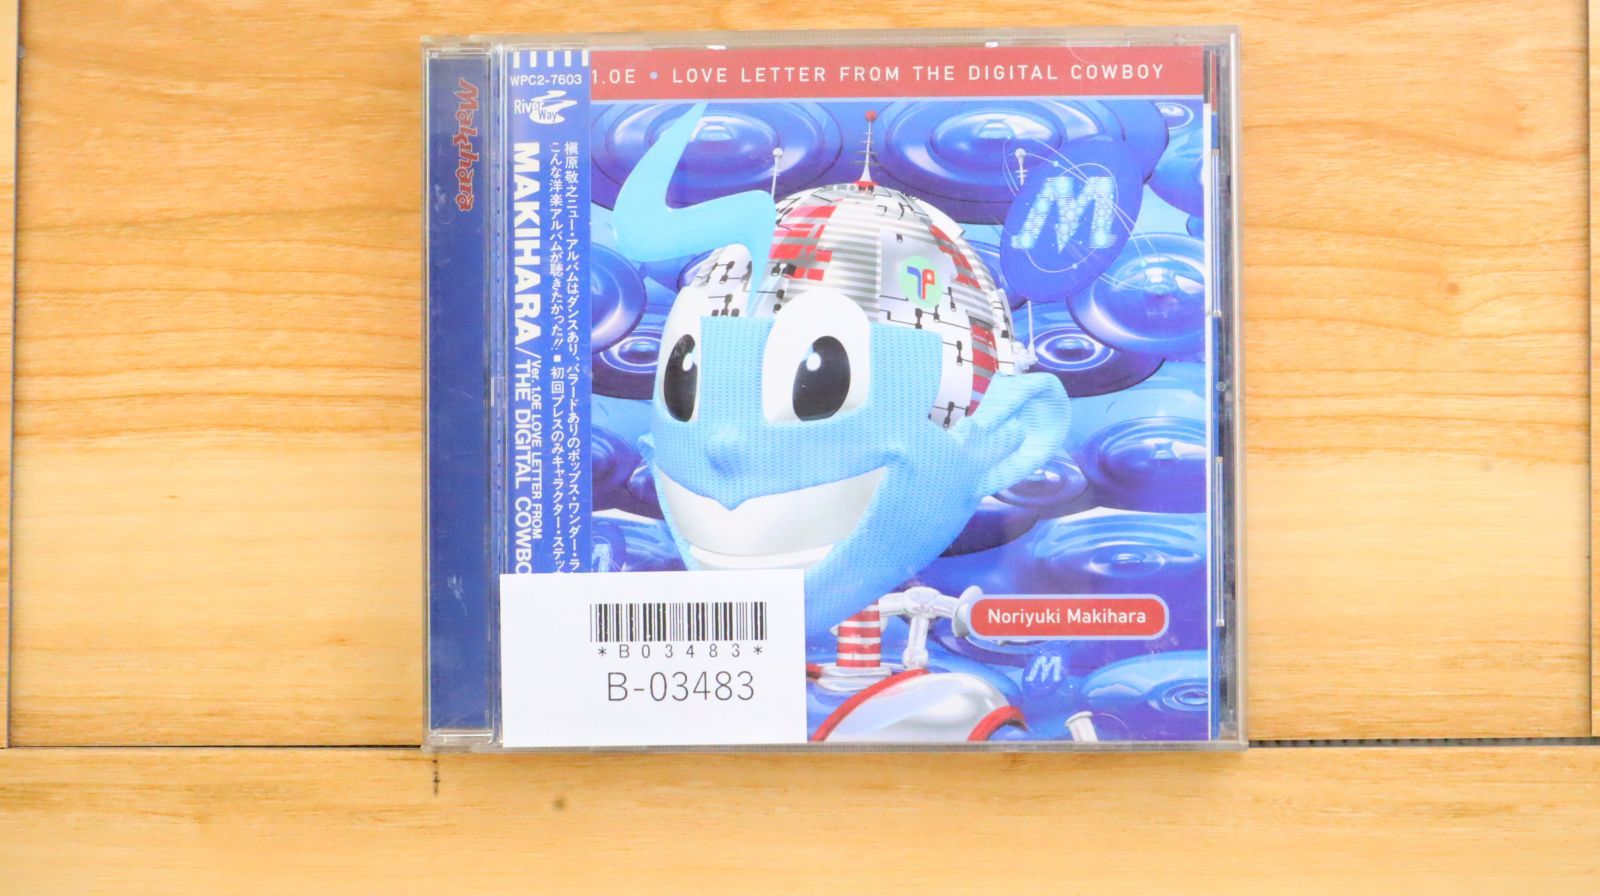 Makihara
WPC2-7603
River Way
槇原敬之ニュー・アルバムはダンスあり、バラードありのポップス・ワンダー・ラ
こんな洋楽アルバムが聴きたかった!! ■ 初回プレスのみキャラクター・ステッ
MAKIHARA/Ver. 1.0E LOVE LETTER FROM
THE DIGITAL COWBO
1.0E • LOVE LETTER FROM THE DIGITAL COWBOY
M
Noriyuki Makihara
M
*B03483*
B-03483